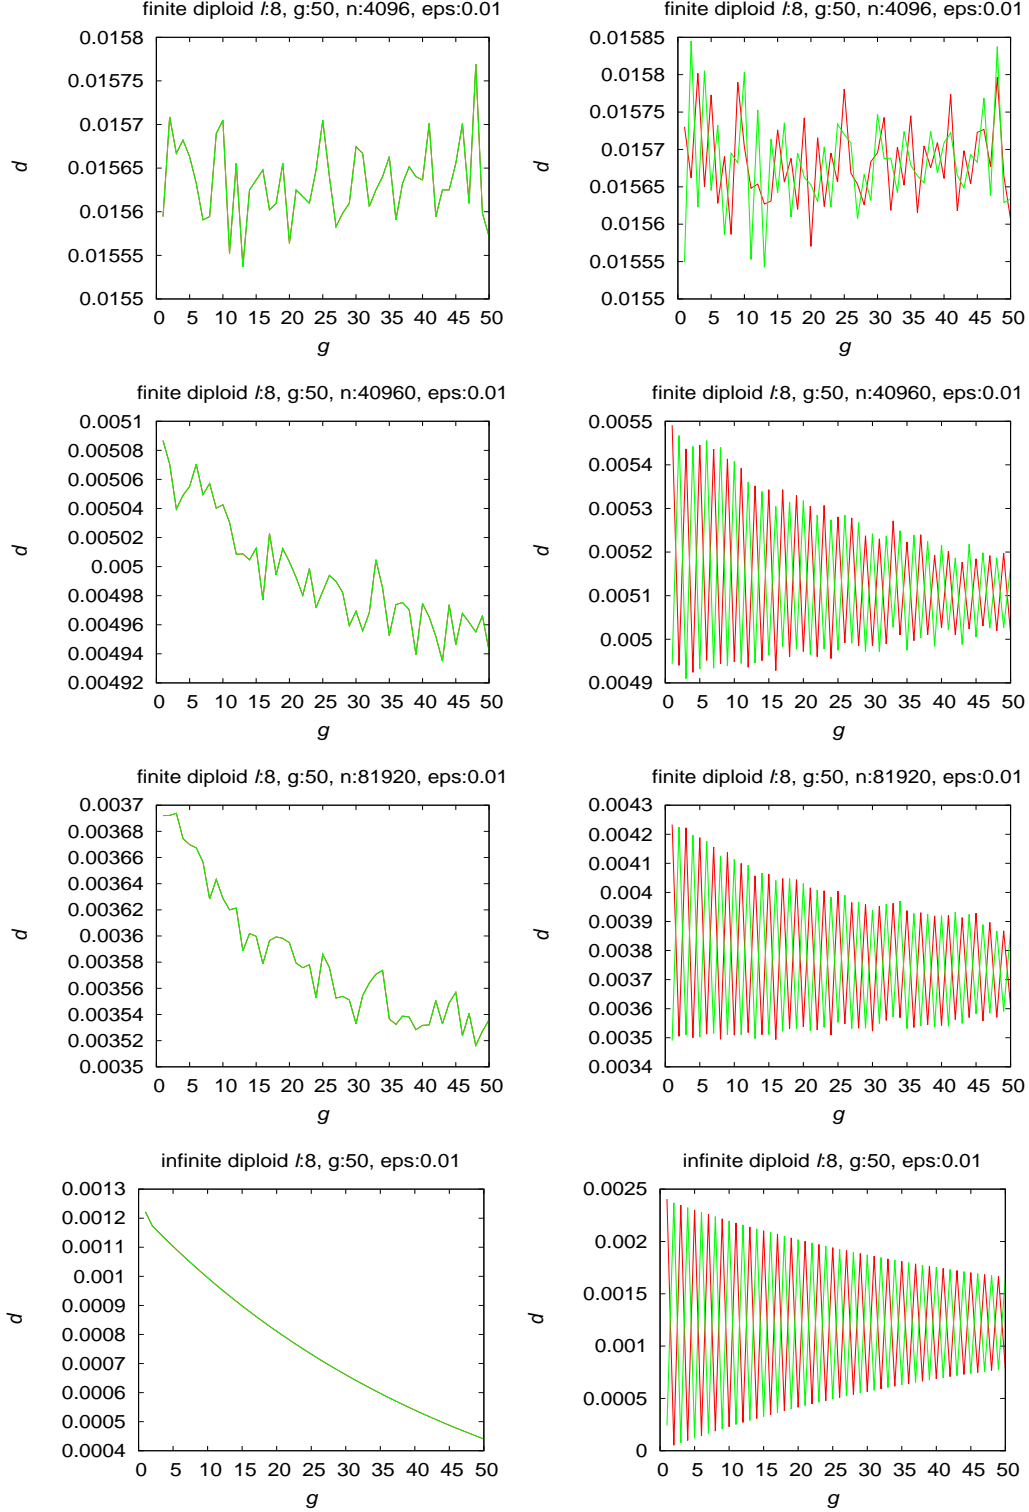 finite diploid l:8, g:50, n:4096, eps:0.01
0.0158
0.01575
0.0157
0.01565
0.0156
0.01555
0.0155
d
0 5 10 15 20 25 30 35 40 45 50
g
finite diploid l:8, g:50, n:4096, eps:0.01
0.01585
0.0158
0.01575
0.0157
0.01565
0.0156
0.01555
0.0155
d
0 5 10 15 20 25 30 35 40 45 50
g
finite diploid l:8, g:50, n:40960, eps:0.01
0.0051
0.00508
0.00506
0.00504
0.00502
0.005
0.00498
0.00496
0.00494
0.00492
d
0 5 10 15 20 25 30 35 40 45 50
g
finite diploid l:8, g:50, n:40960, eps:0.01
0.0055
0.0054
0.0053
0.0052
0.0051
0.005
0.0049
d
0 5 10 15 20 25 30 35 40 45 50
g
finite diploid l:8, g:50, n:81920, eps:0.01
0.0037
0.00368
0.00366
0.00364
0.00362
0.0036
0.00358
0.00356
0.00354
0.00352
0.0035
d
0 5 10 15 20 25 30 35 40 45 50
g
finite diploid l:8, g:50, n:81920, eps:0.01
0.0043
0.0042
0.0041
0.004
0.0039
0.0038
0.0037
0.0036
0.0035
0.0034
d
0 5 10 15 20 25 30 35 40 45 50
g
infinite diploid l:8, g:50, eps:0.01
0.0013
0.0012
0.0011
0.001
0.0009
0.0008
0.0007
0.0006
0.0005
0.0004
d
0 5 10 15 20 25 30 35 40 45 50
g
infinite diploid l:8, g:50, eps:0.01
0.0025
0.002
0.0015
0.001
0.0005
0
d
0 5 10 15 20 25 30 35 40 45 50
g